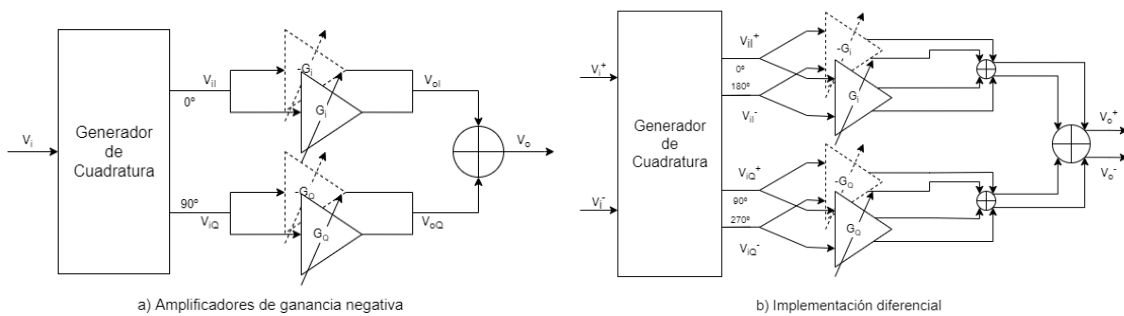 Generador
de
Cuadratura
Vi
ViI
0º
90º
ViQ
-Gi
Gi
-GQ
GQ
VoI
VoQ
Vo
a) Amplificadores de ganancia negativa
Generador
de
Cuadratura
Vi+
Vi-
ViI+
0º
180º
ViI-
ViQ+
90º
270º
ViQ-
-Gi
Gi
-GQ
GQ
Vo+
Vo-
b) Implementación diferencial